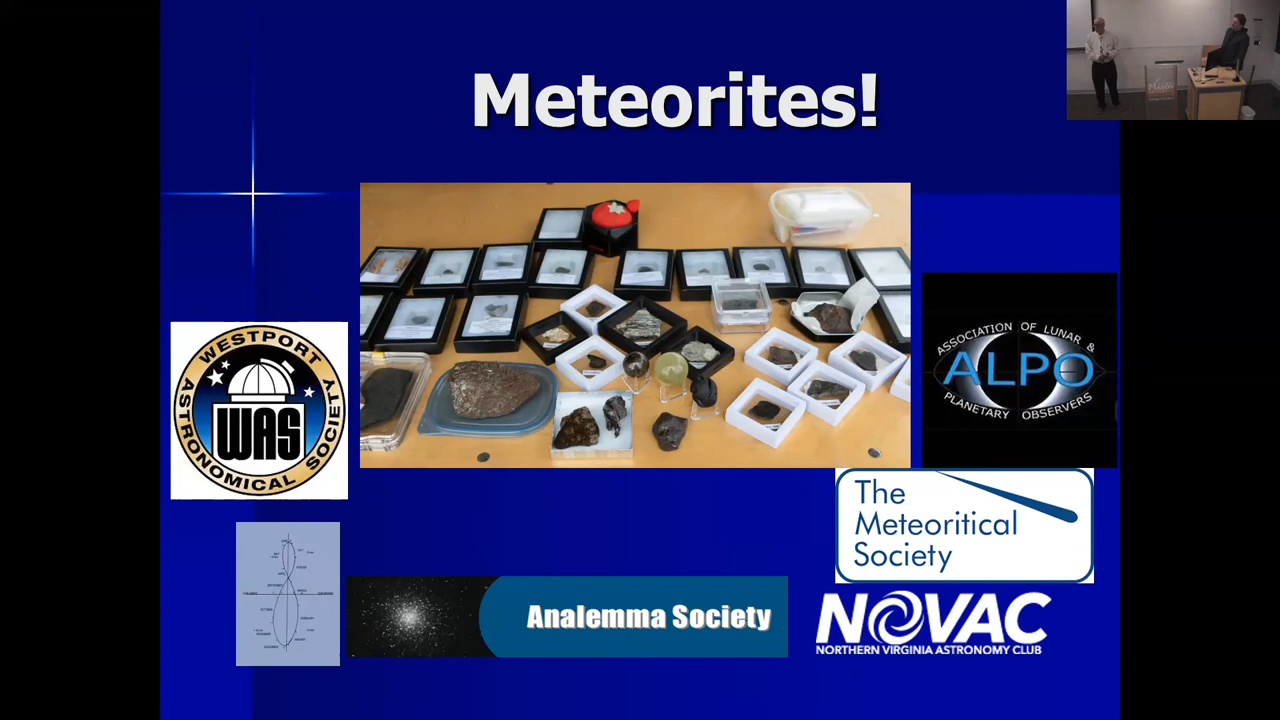 Meteorites!
WESTPORT
ASTRONOMICAL SOCIETY
WAS
ASSOCIATION OF LUNAR &
ALPO
PLANETARY OBSERVERS
The
Meteoritical
Society
Analemma Society
NOVAC
NORTHERN VIRGINIA ASTRONOMY CLUB